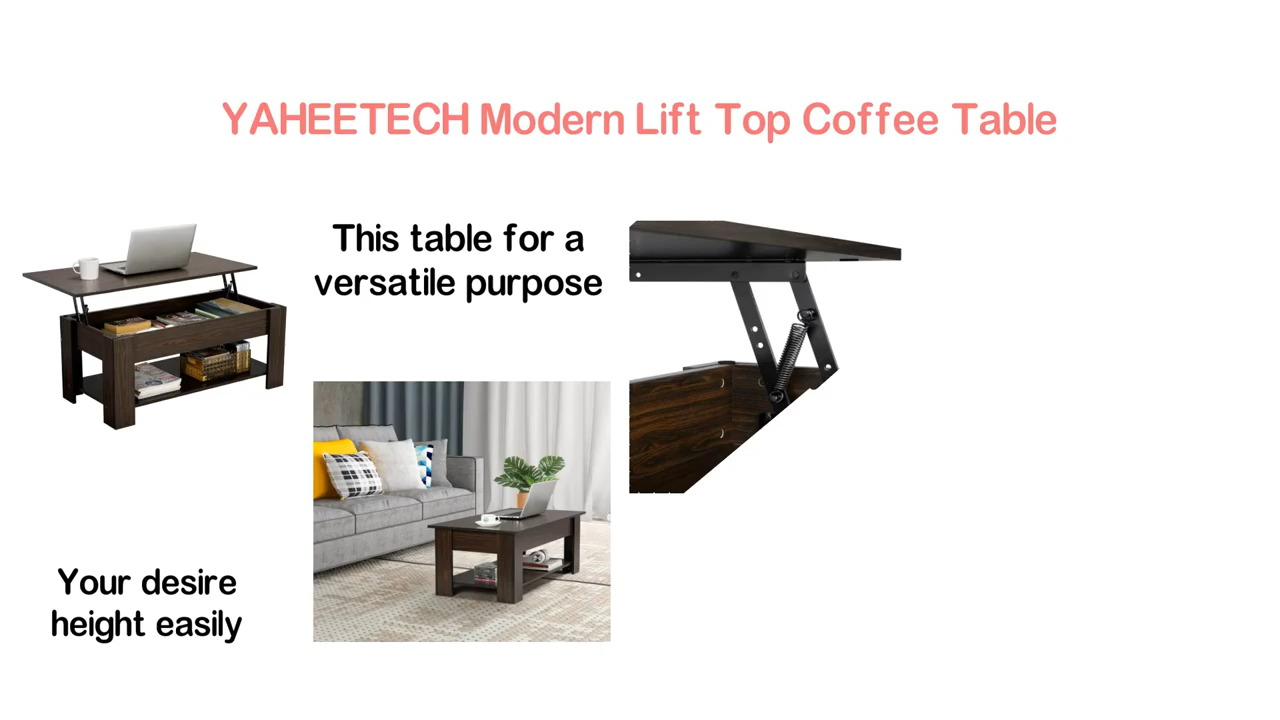 YAHEETECH Modern Lift Top Coffee Table
This table for a
versatile purpose
Your desire
height easily